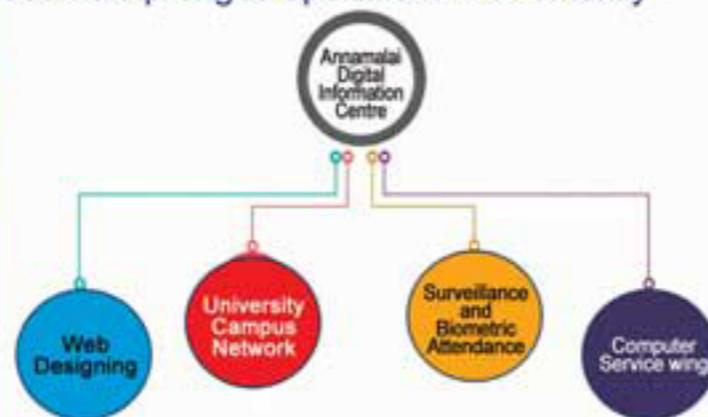 Annamalai
Digital
Information
Centre
Web
Designing
University
Campus
Network
Surveillance
and
Biometric
Attendance
Computer
Service wing